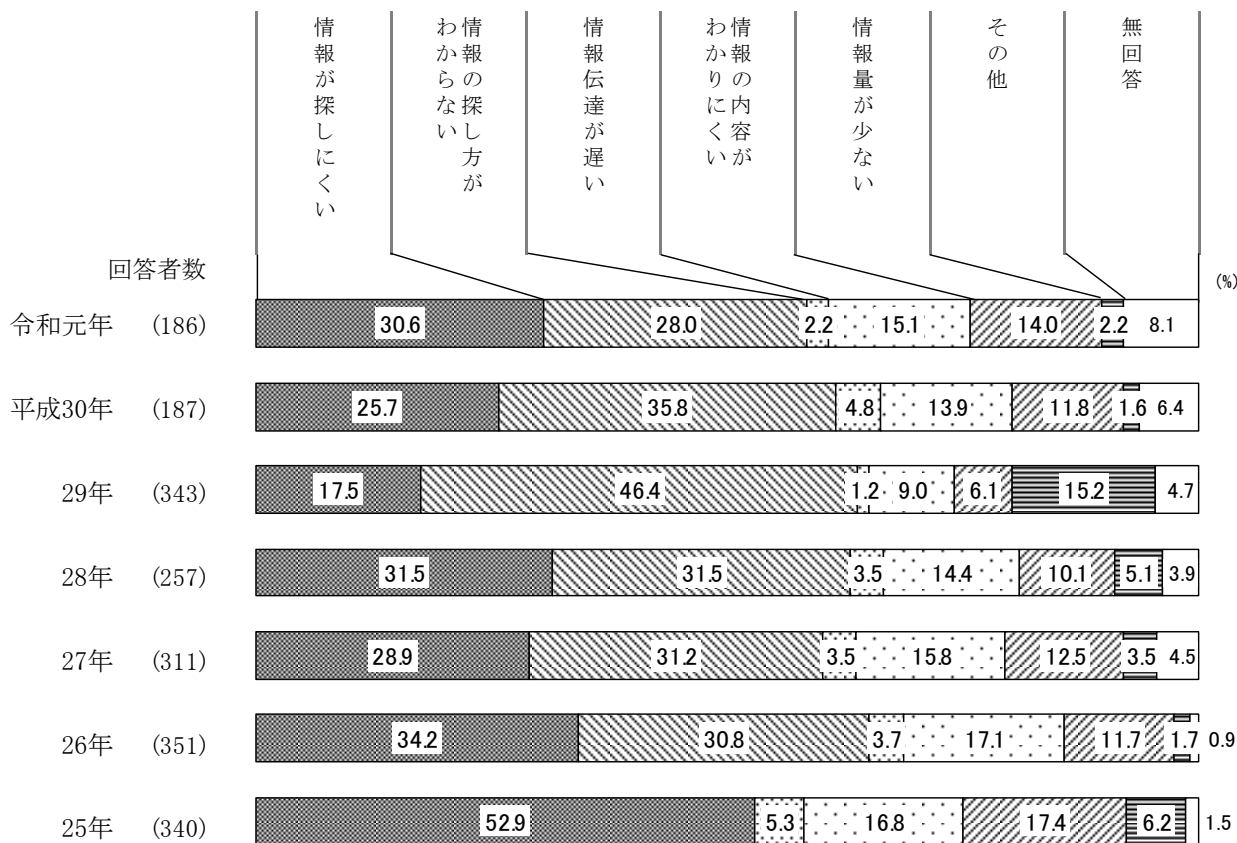 情報が探しにくい
情報の探し方が
わからない
情報伝達が遅い
情報の内容が
わかりにくい
情報量が少ない
その他
無回答
回答者数
(%)
令和元年 (186) 30.6 28.0 2.2 15.1 14.0 2.2 8.1
平成30年 (187) 25.7 35.8 4.8 13.9 11.8 1.6 6.4
29年 (343) 17.5 46.4 1.2 9.0 6.1 15.2 4.7
28年 (257) 31.5 31.5 3.5 14.4 10.1 5.1 3.9
27年 (311) 28.9 31.2 3.5 15.8 12.5 3.5 4.5
26年 (351) 34.2 30.8 3.7 17.1 11.7 1.7 0.9
25年 (340) 52.9 5.3 16.8 17.4 6.2 1.5